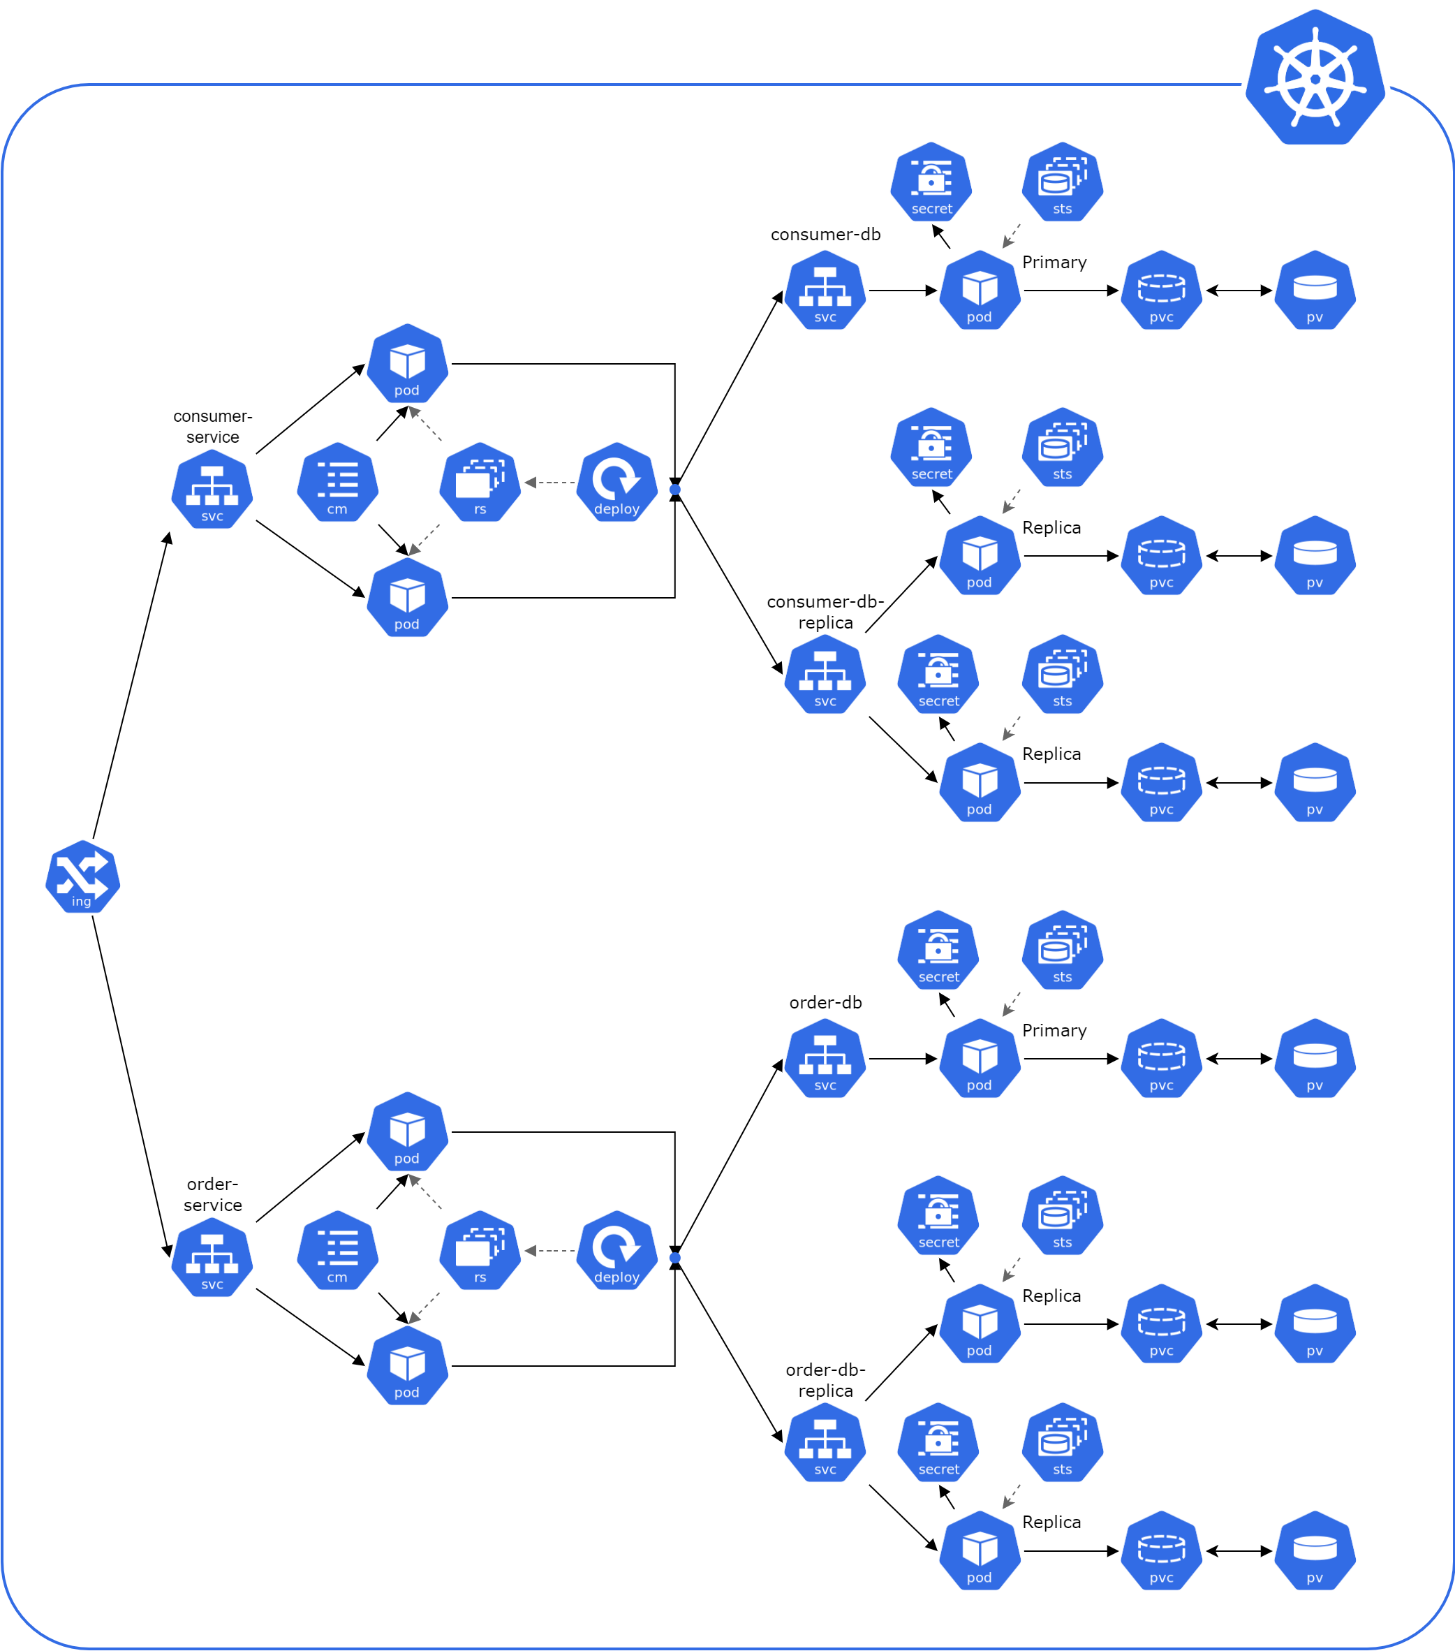 secret
sts
consumer-db
Primary
svc
pod
pvc
pv
pod
consumer-
service
secret
sts
svc
cm
rs
deploy
Replica
pod
pvc
pv
pod
consumer-db-
replica
svc
secret
sts
Replica
pod
pvc
pv
ing
secret
sts
order-db
Primary
svc
pod
pvc
pv
pod
order-
service
secret
sts
svc
cm
rs
deploy
Replica
pod
pvc
pv
pod
order-db-
replica
svc
secret
sts
Replica
pod
pvc
pv